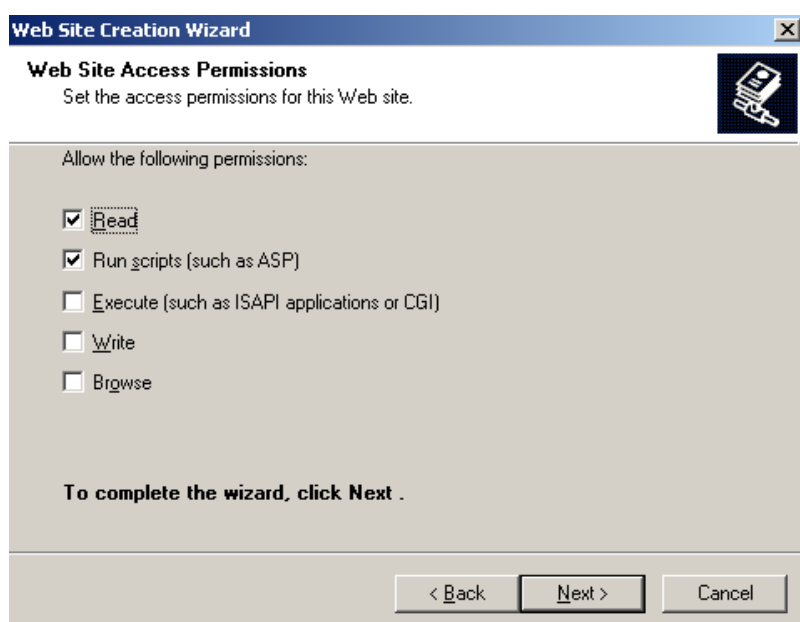 Web Site Creation Wizard
Web Site Access Permissions
Set the access permissions for this Web site.
Allow the following permissions:
Read
Run scripts (such as ASP)
Execute (such as ISAPI applications or CGI)
Write
Browse
To complete the wizard, click Next .
< Back Next > Cancel